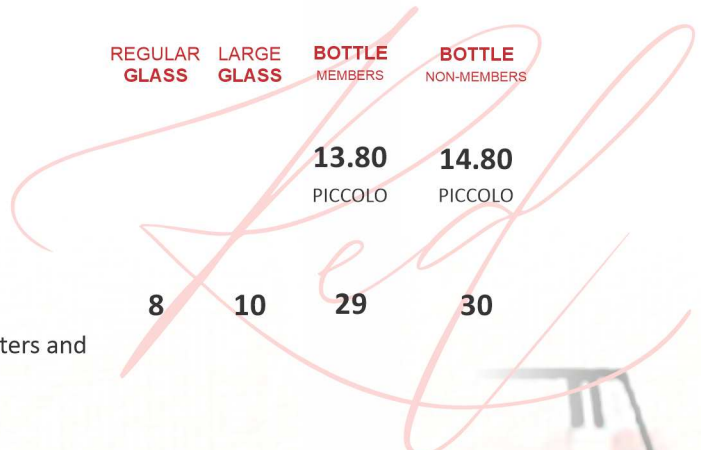 REGULAR LARGE BOTTLE BOTTLE
GLASS GLASS MEMBERS NON-MEMBERS
13.80 14.80
PICCOLO PICCOLO
8 10 29 30
ters and
Red